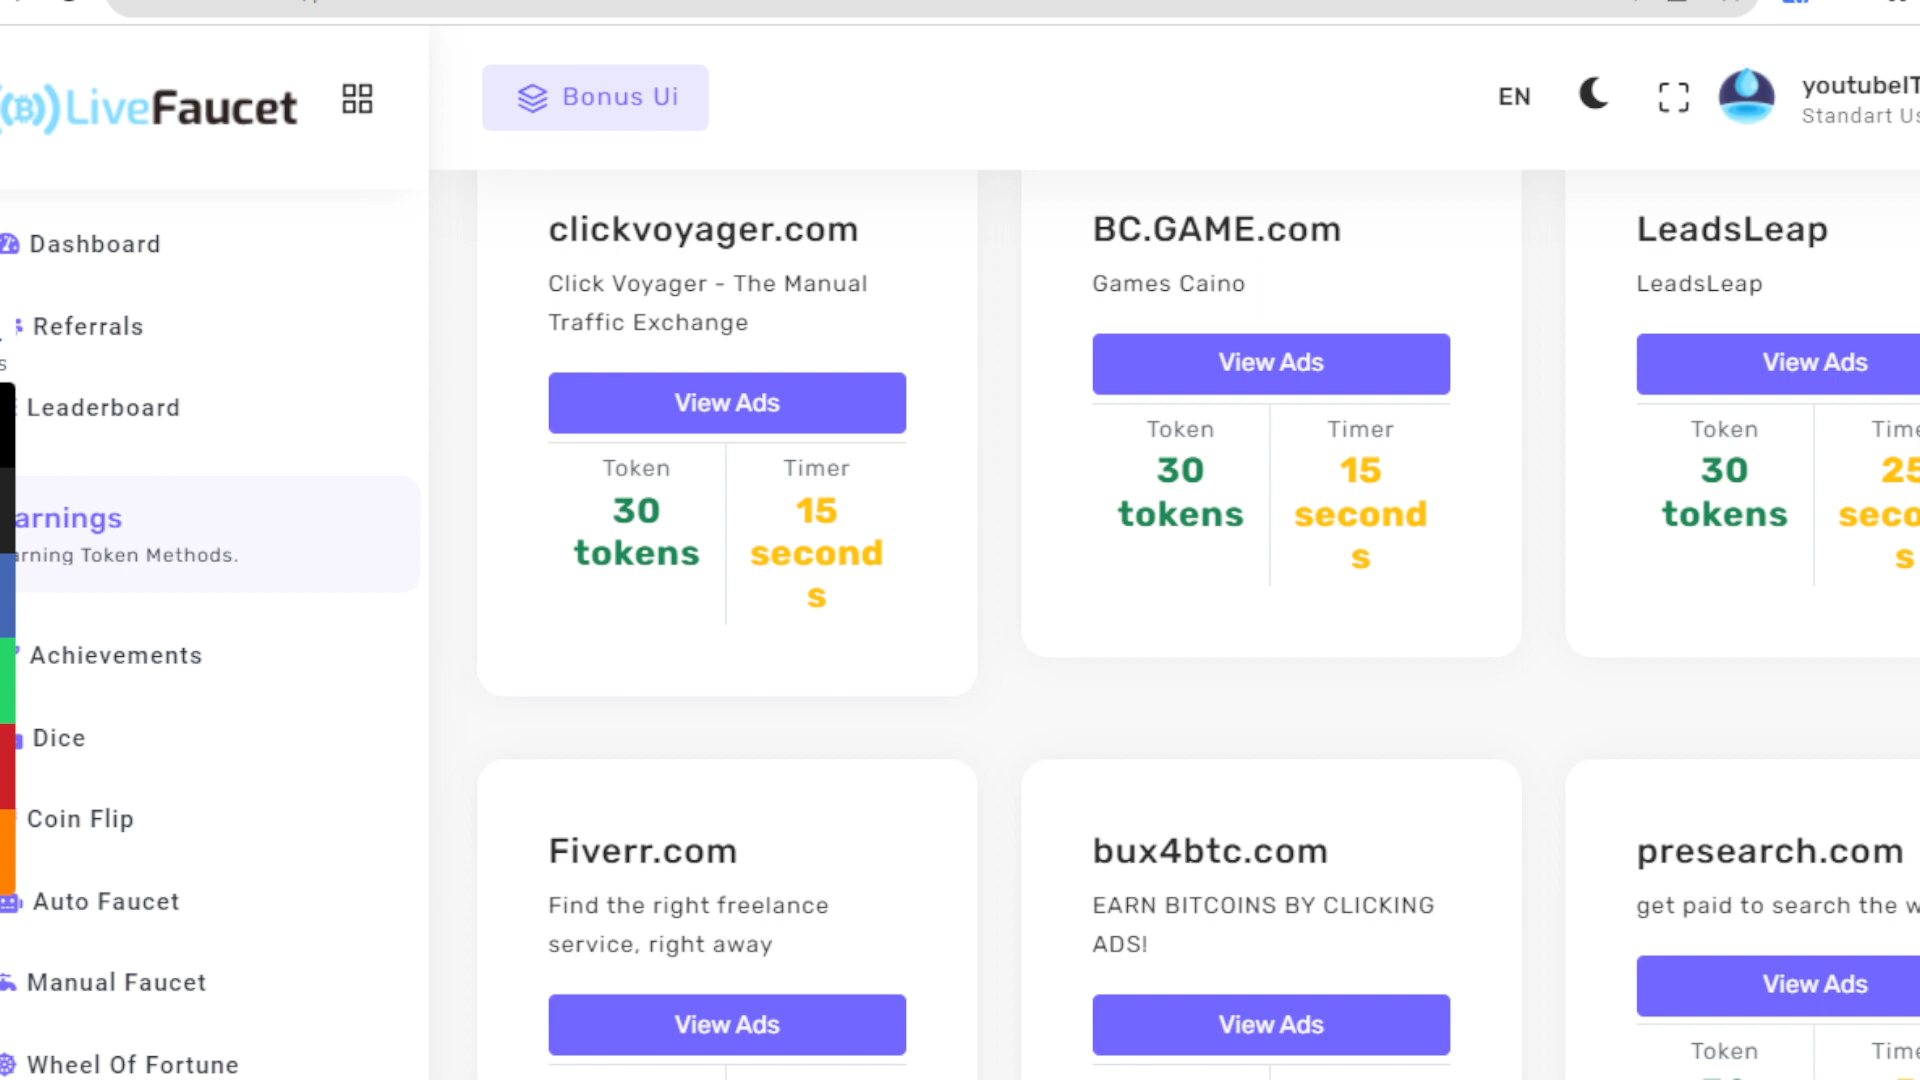 LiveFaucet
Bonus Ui
EN
Standart
Dashboard
Referrals
Leaderboard
Token Methods.
Achievements
Dice
Coin Flip
Auto Faucet
Manual Faucet
Wheel Of Fortune
clickvoyager.com
Click Voyager - The Manual
Traffic Exchange
View Ads
Token
Timer
30
tokens
15
second
s
BC.GAME.com
Games Caino
View Ads
Token
Timer
30
tokens
15
second
s
LeadsLeap
LeadsLeap
View Ads
Token
30
tokens
25
s
Fiverr.com
Find the right freelance
service, right away
View Ads
bux4btc.com
EARN BITCOINS BY CLICKING
ADS!
View Ads
presearch.com
get paid to search the
View Ads
Token